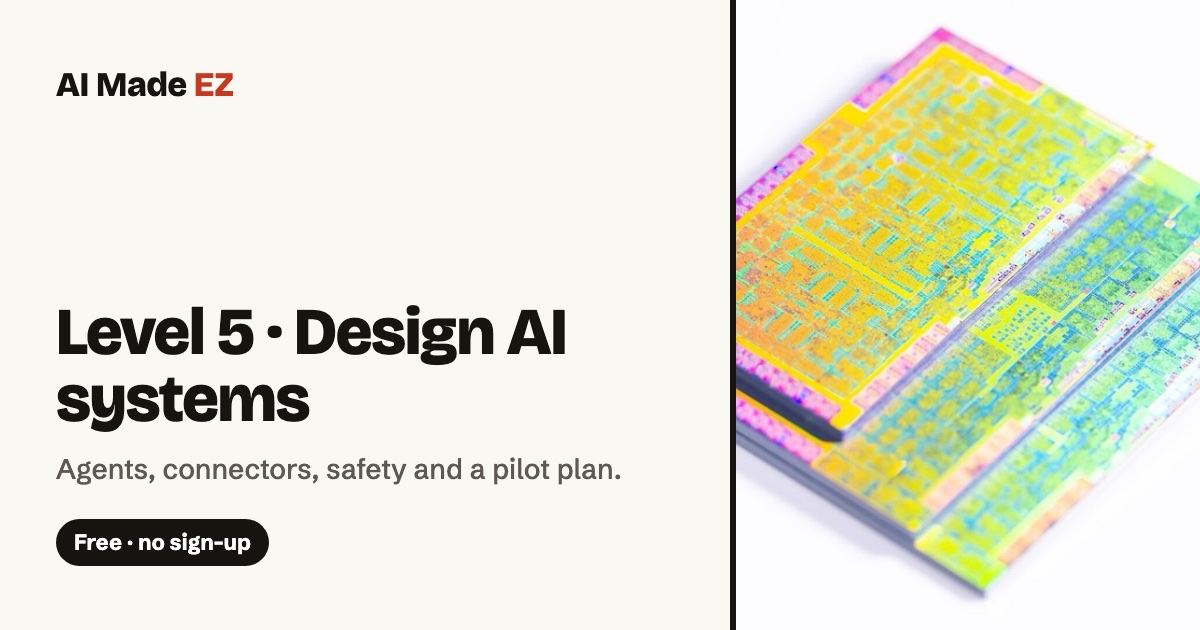 AI Made EZ
Level 5 · Design AI
systems
Agents, connectors, safety and a pilot plan.
Free · no sign-up